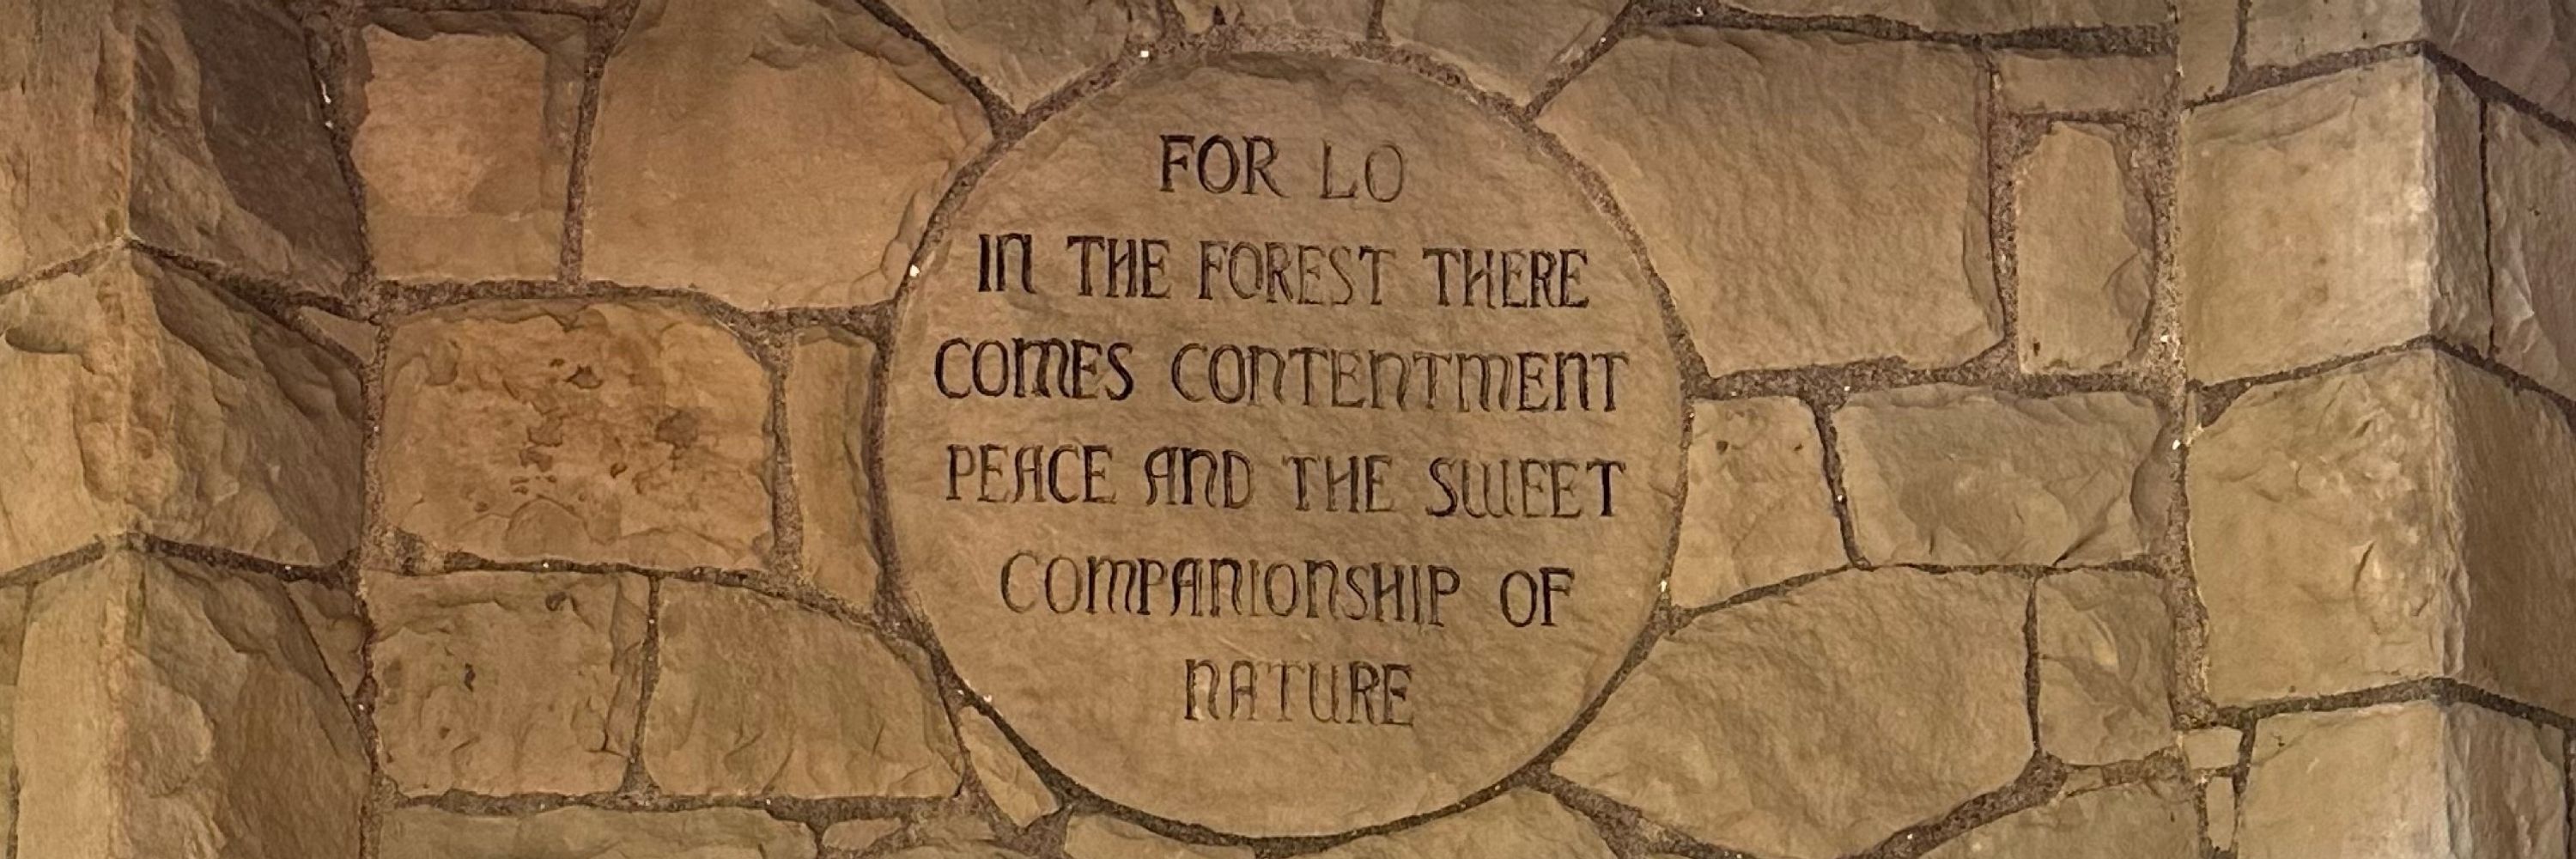 FOR LO
IN THE FOREST THERE
COMES CONTENTMENT
PEACE AND THE SWEET
COMPANIONSHIP OF
NATURE